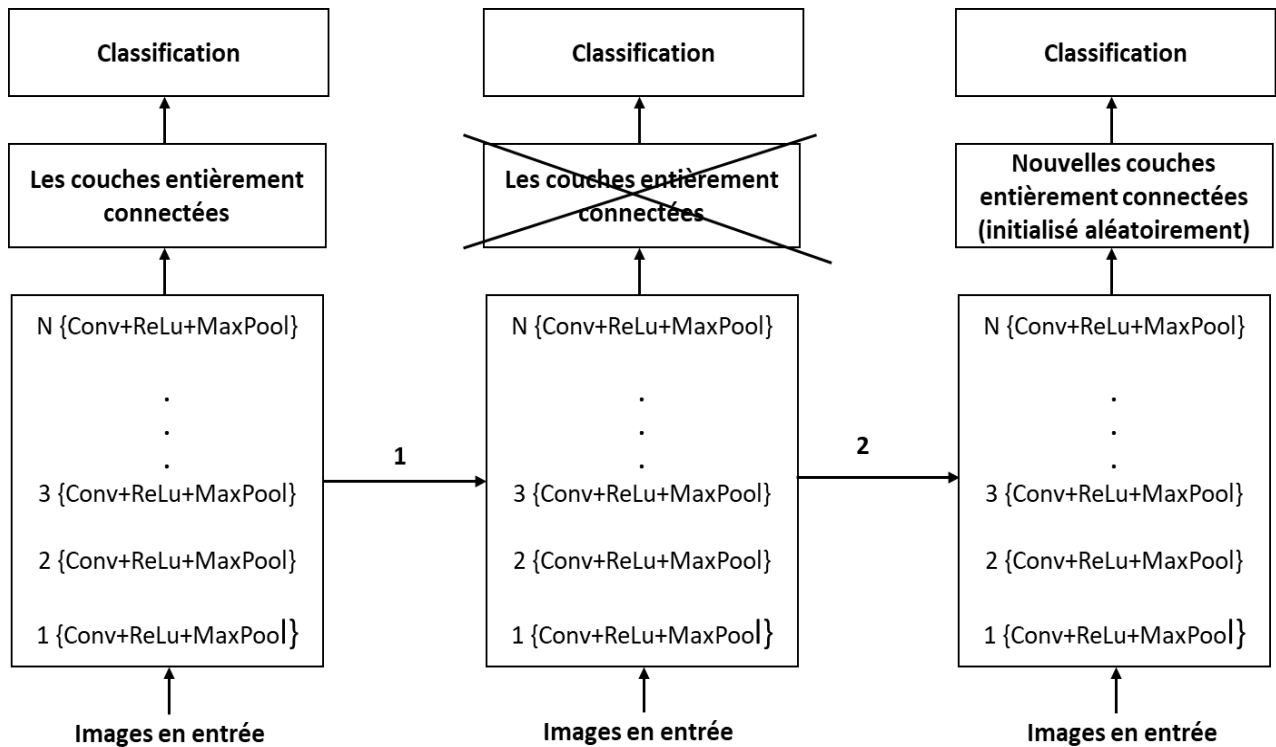 Classification
Les couches entièrement
connectées
N {Conv+ReLu+MaxPool}
.
.
.
3 {Conv+ReLu+MaxPool}
2 {Conv+ReLu+MaxPool}
1 {Conv+ReLu+MaxPool}
Images en entrée
1
Classification
Les couches entièrement
connectées
N {Conv+ReLu+MaxPool}
.
.
.
3 {Conv+ReLu+MaxPool}
2 {Conv+ReLu+MaxPool}
1 {Conv+ReLu+MaxPool}
Images en entrée
2
Classification
Nouvelles couches
entièrement connectées
(initialisé aléatoirement)
N {Conv+ReLu+MaxPool}
.
.
.
3 {Conv+ReLu+MaxPool}
2 {Conv+ReLu+MaxPool}
1 {Conv+ReLu+MaxPool}
Images en entrée